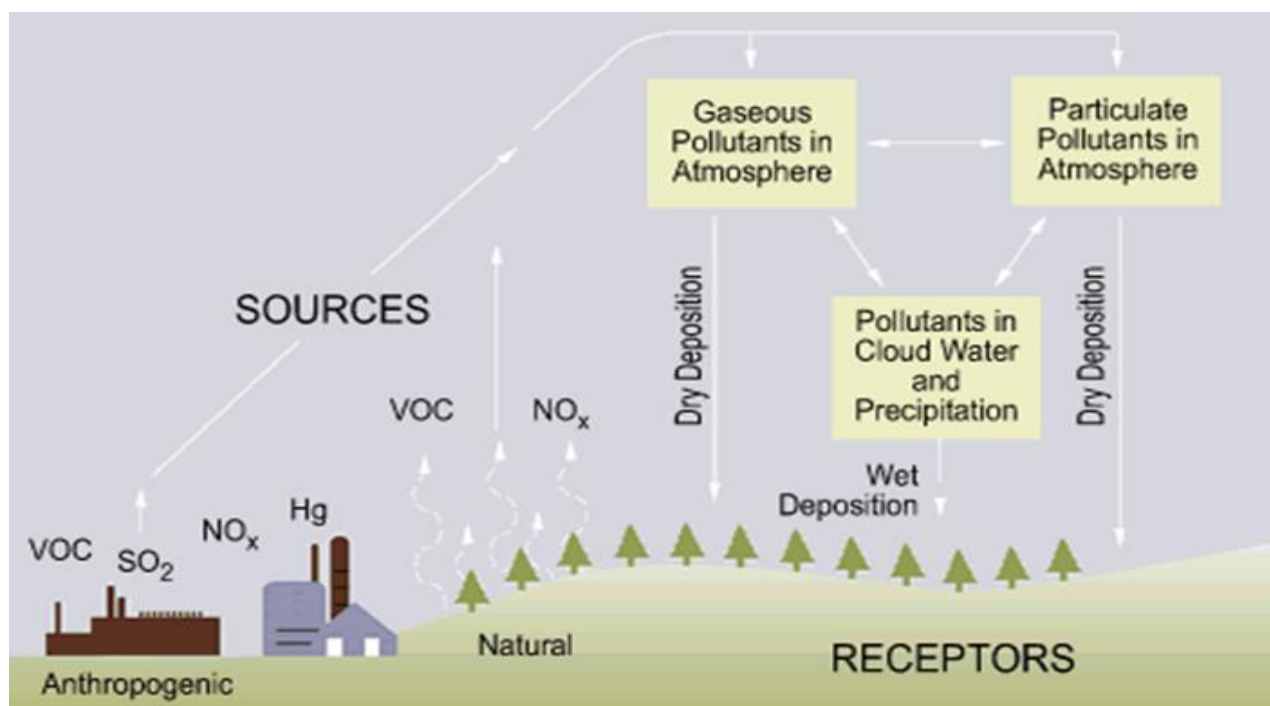 Gaseous
Pollutants in
Atmosphere
Particulate
Pollutants in
Atmosphere
SOURCES
Dry Deposition
Pollutants in
Cloud Water
and
Precipitation
Dry Deposition
VOC
NOx
Wet
Deposition
Hg
NOx
VOC
SO2
Natural
RECEPTORS
Anthropogenic